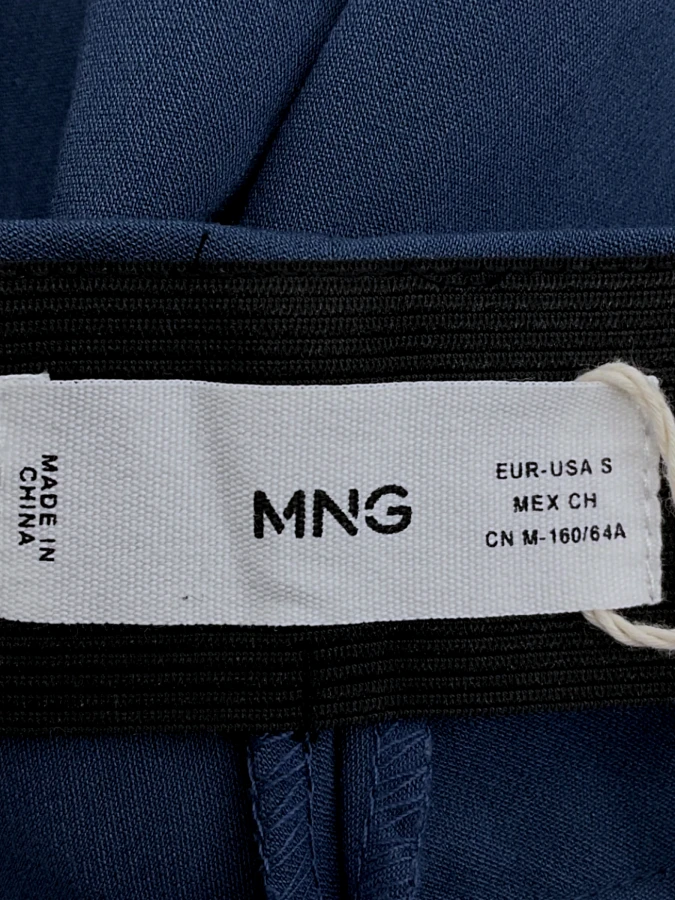 MADE IN
CHINA
MNG
EUR-USA S
MEX CH
CN M-160/64A